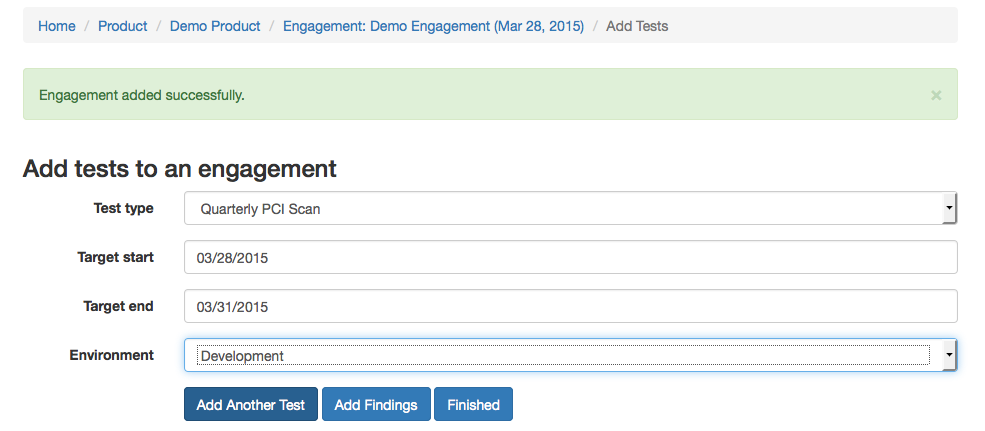 Home / Product / Demo Product / Engagement: Demo Engagement (Mar 28, 2015) / Add Tests
Engagement added successfully. ×
Add tests to an engagement
Test type Quarterly PCI Scan
Target start 03/28/2015
Target end 03/31/2015
Environment Development
Add Another Test Add Findings Finished